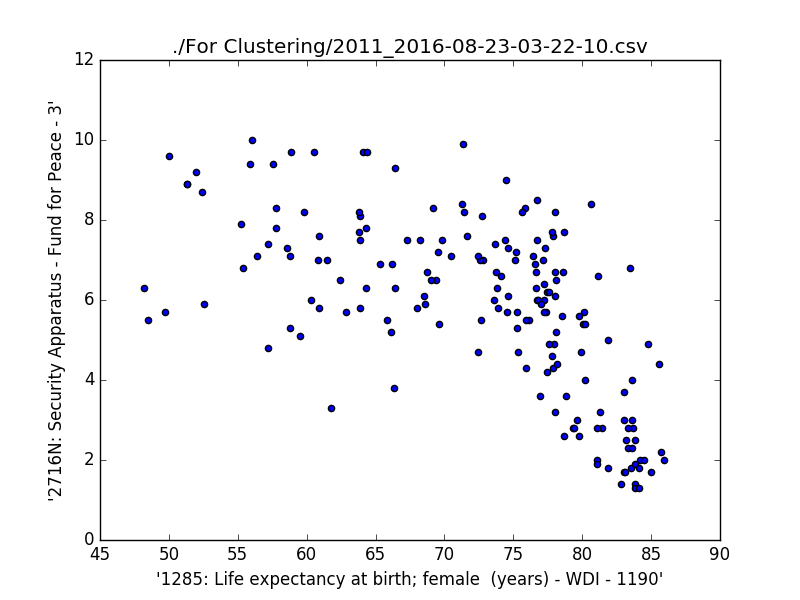 ./For Clustering/2011_2016-08-23-03-22-10.csv
12
10
8
6
4
2
0
'2716N: Security Apparatus - Fund for Peace - 3'
45 50 55 60 65 70 75 80 85 90
'1285: Life expectancy at birth; female  (years) - WDI - 1190'